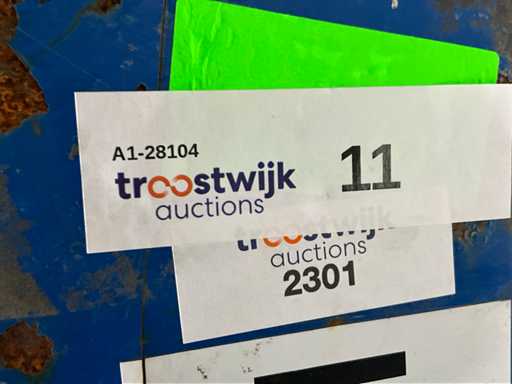 A1-28104
troostwijk 11
auctions
troostwijk
auctions
2301